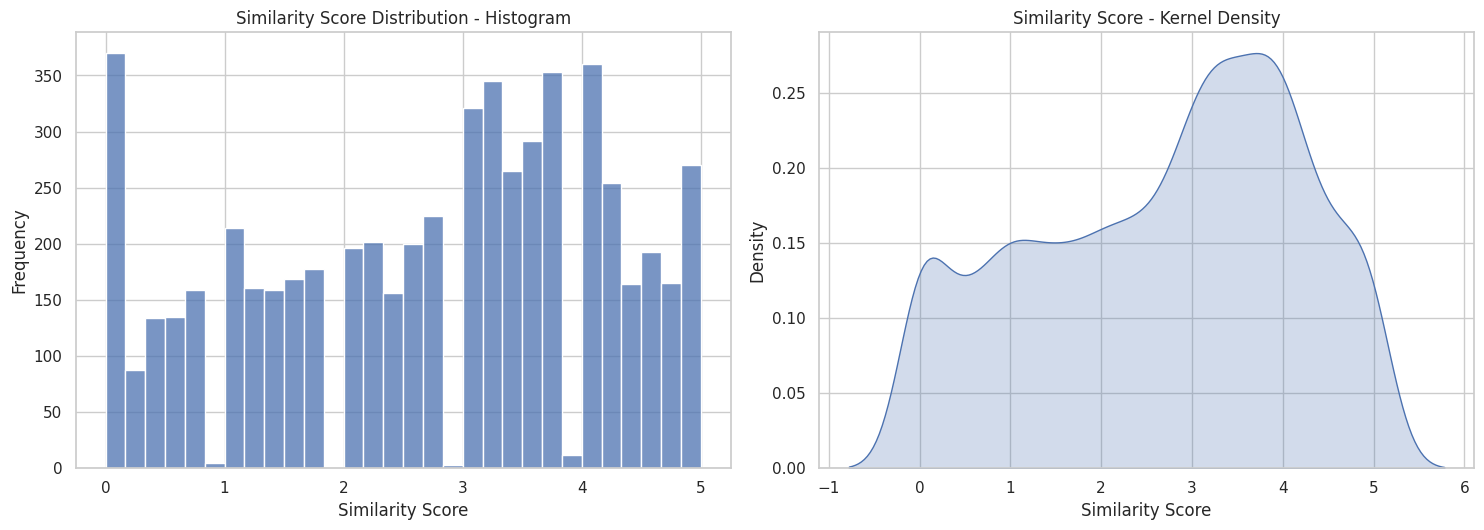 Similarity Score Distribution - Histogram
350
300
250
200
150
100
50
0
Frequency
0 1 2 3 4 5
Similarity Score
Similarity Score - Kernel Density
0.25
0.20
0.15
0.10
0.05
0.00
Density
−1 0 1 2 3 4 5 6
Similarity Score